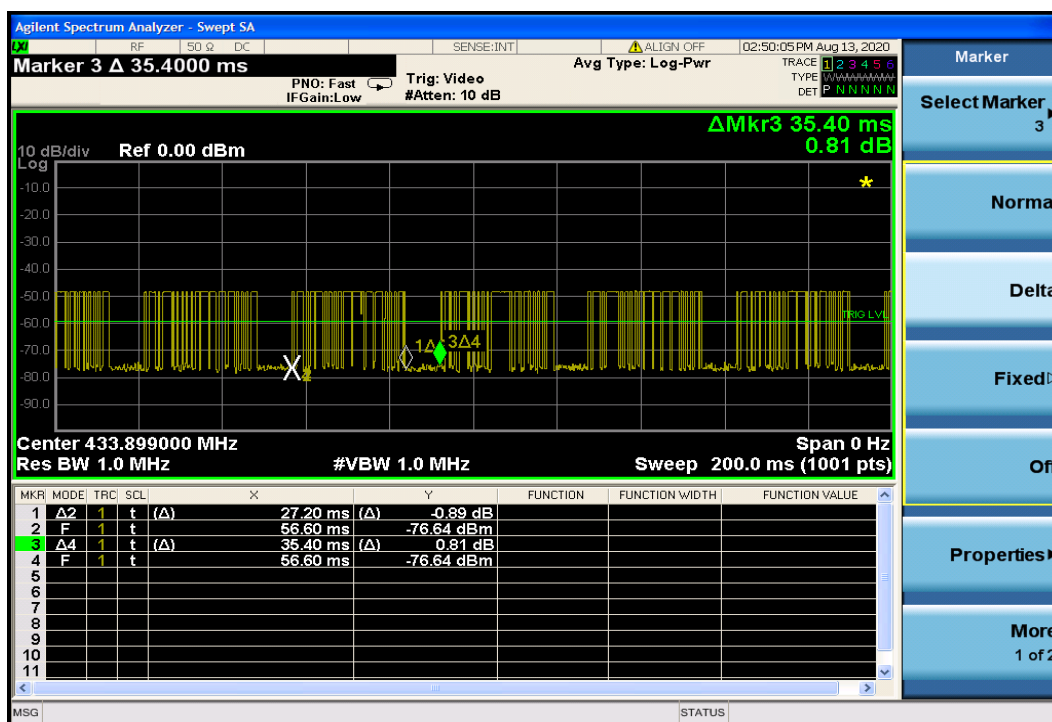 Agilent Spectrum Analyzer - Swept SA
LXI RF 50 Ω DC SENSE:INT ALIGN OFF 02:50:05 PM Aug 13, 2020
Marker 3 Δ 35.4000 ms
PNO: Fast
IFGain:Low
Trig: Video
#Atten: 10 dB
Avg Type: Log-Pwr
TRACE 1 2 3 4 5 6
TYPE
DET P N N N N N
ΔMkr3 35.40 ms
0.81 dB
10 dB/div Ref 0.00 dBm
Log
-10.0
-20.0
-30.0
-40.0
-50.0
-60.0
-70.0
-80.0
-90.0
TRIG LVL
3Δ4
X
Center 433.899000 MHz Span 0 Hz
Res BW 1.0 MHz #VBW 1.0 MHz Sweep 200.0 ms (1001 pts)
MKR MODE TRC SCL X Y FUNCTION FUNCTION WIDTH FUNCTION VALUE
1 Δ2 1 t (Δ) 27.20 ms (Δ) -0.89 dB
2 F 1 t 56.60 ms -76.64 dBm
3 Δ4 1 t (Δ) 35.40 ms (Δ) 0.81 dB
4 F 1 t 56.60 ms -76.64 dBm
5
6
7
8
9
10
11
MSG STATUS
Marker
Select Marker
3
Norma
Delta
Fixed
Of
Properties
More
1 of 2